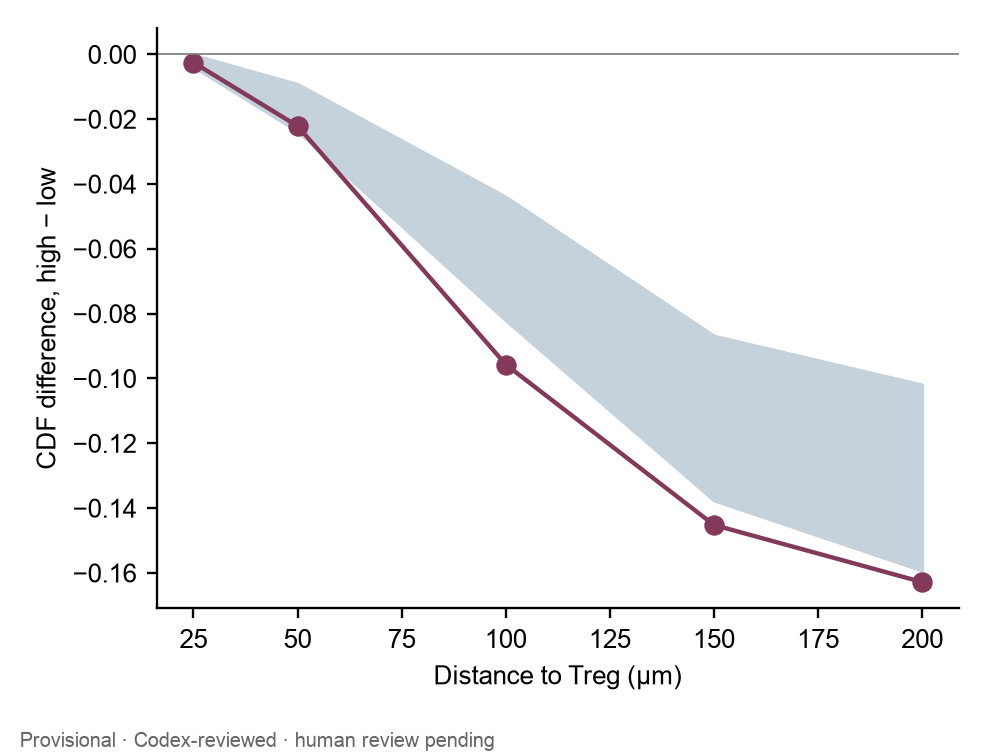 0.00
−0.02
−0.04
−0.06
−0.08
−0.10
−0.12
−0.14
−0.16
CDF difference, high − low
25 50 75 100 125 150 175 200
Distance to Treg (µm)
Provisional · Codex-reviewed · human review pending